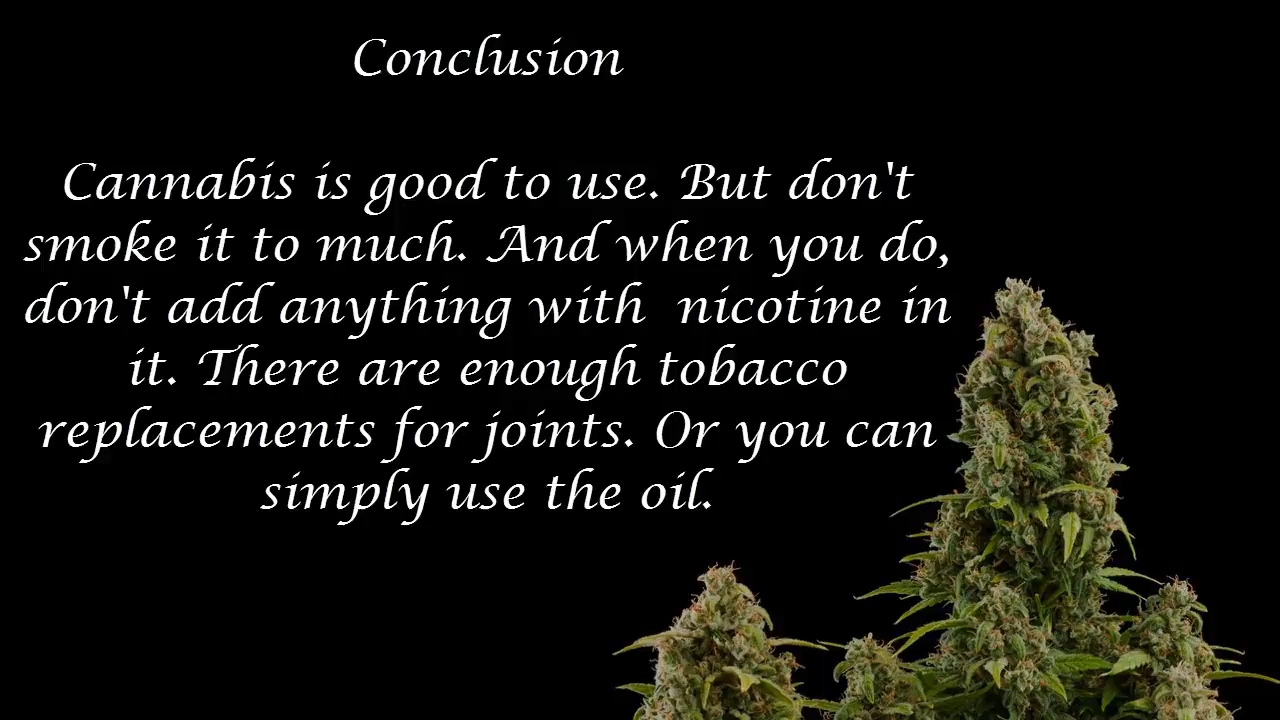 Conclusion
Cannabis is good to use. But don't
smoke it to much. And when you do,
don't add anything with  nicotine in
it. There are enough tobacco
replacements for joints. Or you can
simply use the oil.